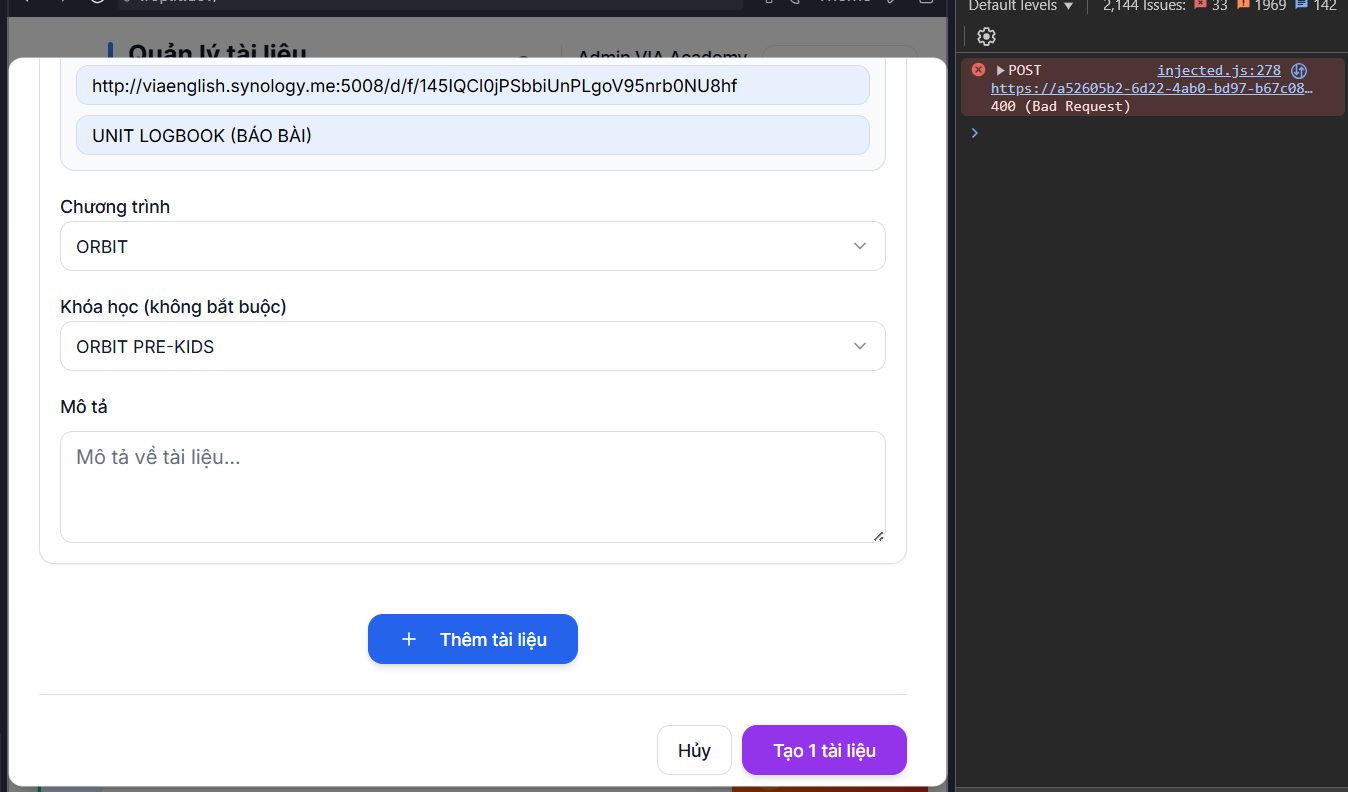 Default levels ▼ 2,144 Issues: 33 1969 142
Quản lý tài liệu
Admin VIA Academy
http://viaenglish.synology.me:5008/d/f/145IQCl0jPSbbiUnPLgoV95nrb0NU8hf
UNIT LOGBOOK (BÁO BÀI)
Chương trình
ORBIT
Khóa học (không bắt buộc)
ORBIT PRE-KIDS
Mô tả
Mô tả về tài liệu...
+ Thêm tài liệu
Hủy
Tạo 1 tài liệu
▶ POST injected.js:278
https://a52605b2-6d22-4ab0-bd97-b67c08…
400 (Bad Request)